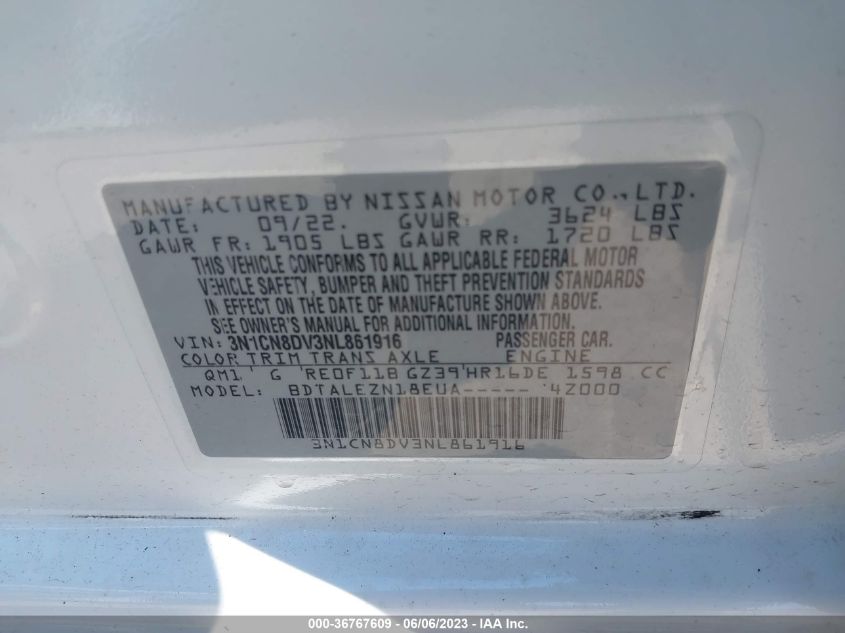 MANUFACTURED BY NISSAN MOTOR CO.,LTD.
DATE: 09/22. GVWR: 3624 LBS
GAWR FR: 1905 LBS GAWR RR: 1720 LBS
THIS VEHICLE CONFORMS TO ALL APPLICABLE FEDERAL MOTOR
VEHICLE SAFETY, BUMPER AND THEFT PREVENTION STANDARDS
IN EFFECT ON THE DATE OF MANUFACTURE SHOWN ABOVE.
SEE OWNER'S MANUAL FOR ADDITIONAL INFORMATION.
VIN: 3N1CN8DV3NL861916 PASSENGER CAR.
COLOR TRIM TRANS AXLE ENGINE
QM1 G RE0F11B GZ39 HR16DE 1598 CC
MODEL: BDTALEZN18EUA----- 4Z000
3N1CN8DV3NL861916
000-36767609 - 06/06/2023 - IAA Inc.